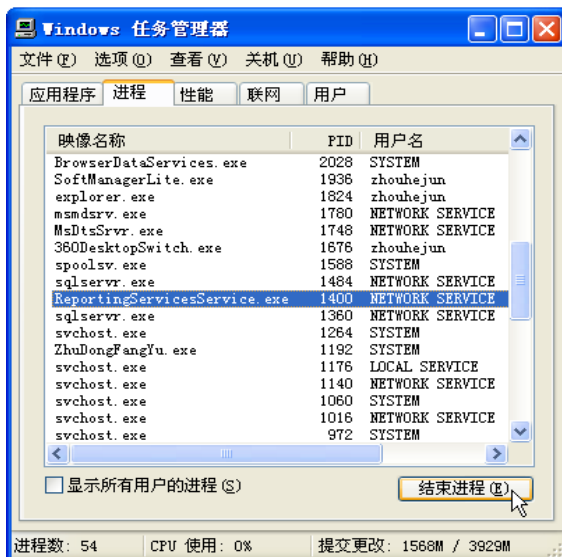 Windows 任务管理器
文件(F) 选项(O) 查看(V) 关机(U) 帮助(H)
应用程序 进程 性能 联网 用户
映像名称 PID 用户名
BrowserDataServices.exe 2028 SYSTEM
SoftManagerLite.exe 1936 zhouhejun
explorer.exe 1824 zhouhejun
msmdsrv.exe 1780 NETWORK SERVICE
MsDtsSrvr.exe 1748 NETWORK SERVICE
360DesktopSwitch.exe 1676 zhouhejun
spoolsv.exe 1588 SYSTEM
sqlservr.exe 1484 NETWORK SERVICE
ReportingServicesService.exe 1400 NETWORK SERVICE
sqlservr.exe 1360 NETWORK SERVICE
svchost.exe 1264 SYSTEM
ZhuDongFangYu.exe 1192 SYSTEM
svchost.exe 1176 LOCAL SERVICE
svchost.exe 1140 NETWORK SERVICE
svchost.exe 1060 SYSTEM
svchost.exe 1016 NETWORK SERVICE
svchost.exe 972 SYSTEM
显示所有用户的进程(S) 结束进程(E)
进程数: 54 CPU 使用: 0% 提交更改: 1568M / 3929M